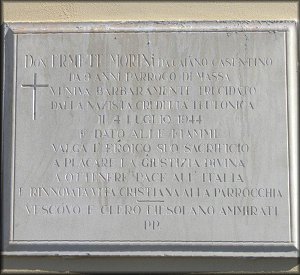 DON ERMETE MORINI DA CAIANO CASENTINO
DA 9 ANNI PARROCO DI MASSA
VENIVA BARBARAMENTE TRUCIDATO
DALLA NAZISTA CRUDELTÀ TEUTONICA
IL 4 LUGLIO 1944
E DATO ALLE FIAMME
VALGA L'EROICO SUO SACRIFICIO
A PLACARE LA GIUSTIZIA DIVINA
A OTTENERE PACE ALL'ITALIA
E RINNOVATA VITA CRISTIANA ALLA PARROCCHIA
VESCOVO E CLERO FIESOLANO AMMIRATI
PP.